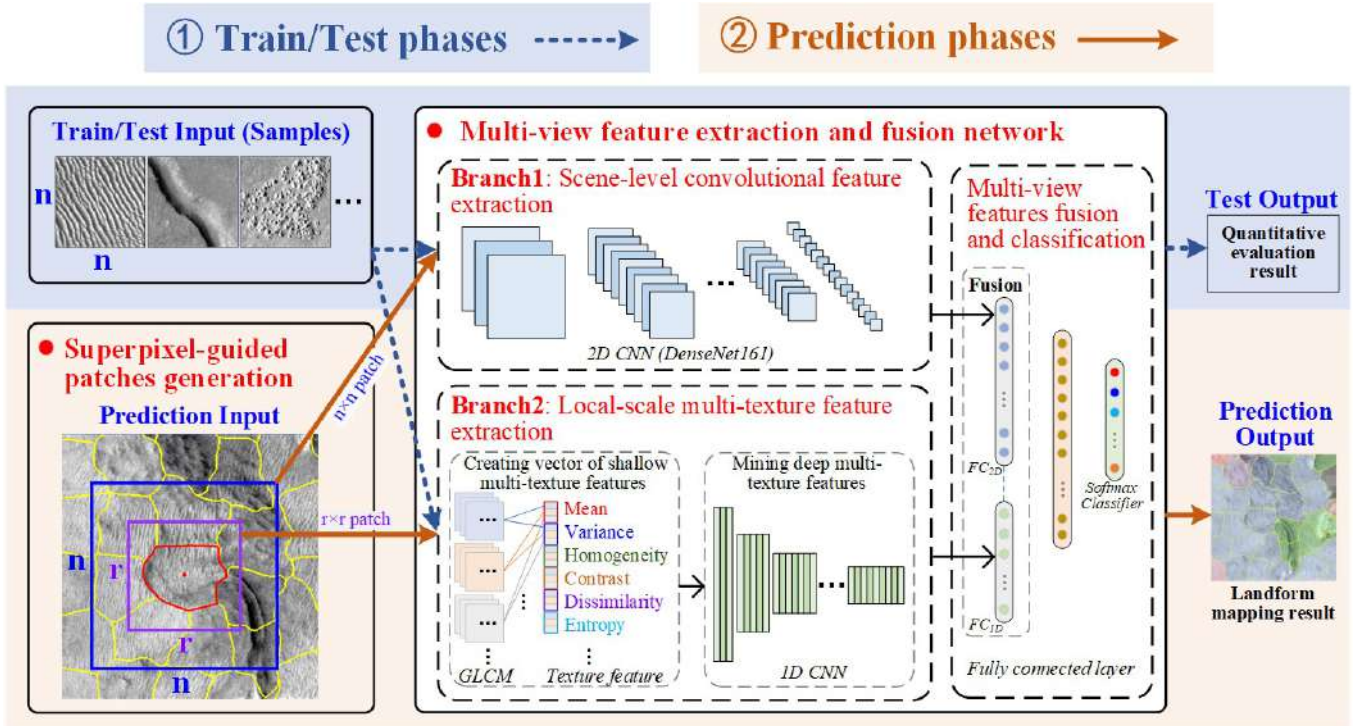 ① Train/Test phases
② Prediction phases
Train/Test Input (Samples)
n
...
n
● Superpixel-guided
patches generation
Prediction Input
n
r
r
n
n×n patch
r×r patch
● Multi-view feature extraction and fusion network
Branch1: Scene-level convolutional feature
extraction
...
2D CNN (DenseNet161)
Branch2: Local-scale multi-texture feature
extraction
Creating vector of shallow
multi-texture features
...
...
...
Mean
Variance
Homogeneity
Contrast
Dissimilarity
Entropy
GLCM
Texture feature
Mining deep multi-
texture features
...
1D CNN
Multi-view
features fusion
and classification
Fusion
FC2D
FC1D
Softmax
Classifier
Fully connected layer
Test Output
Quantitative
evaluation
result
Prediction
Output
Landform
mapping result